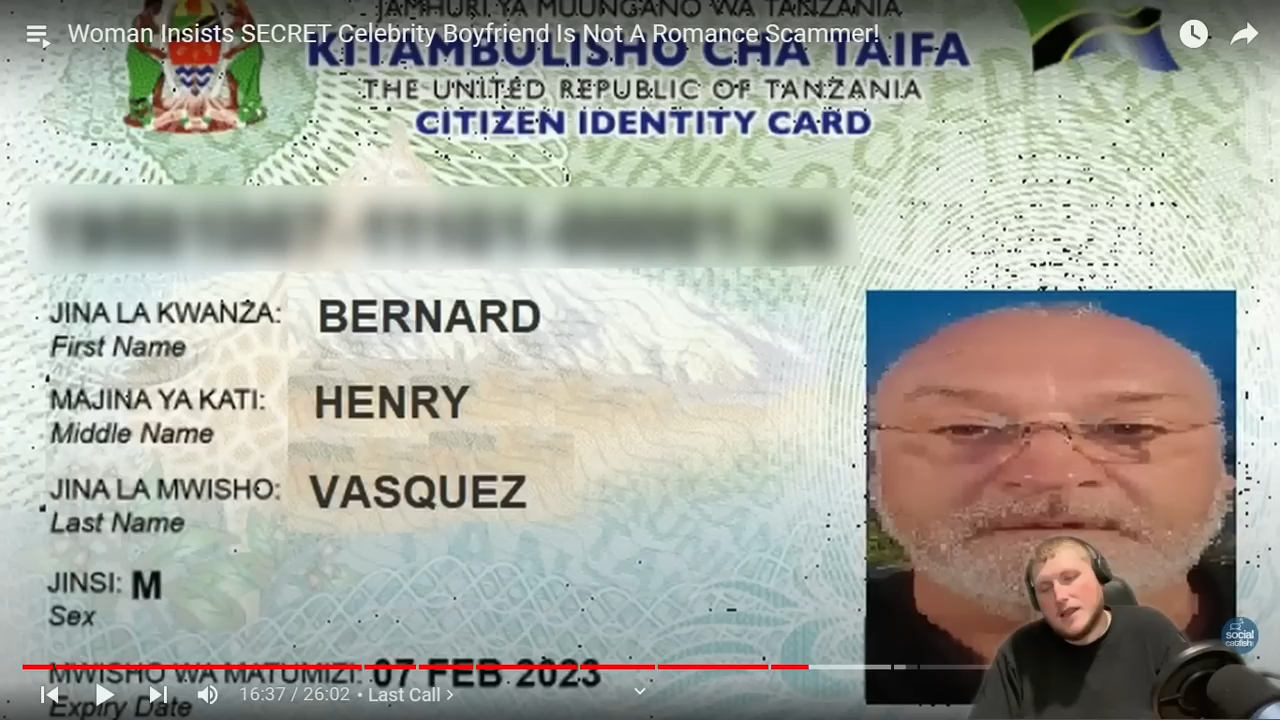 JAMHURI YA MUUNGANO WA TANZANIA
Woman Insists SECRET Celebrity Boyfriend Is Not A Romance Scammer!
KITAMBULISHO CHA TAIFA
THE UNITED REPUBLIC OF TANZANIA
CITIZEN IDENTITY CARD
JINA LA KWANZA: BERNARD
First Name
MAJINA YA KATI: HENRY
Middle Name
JINA LA MWISHO: VASQUEZ
Last Name
JINSI: M
Sex
social catfish
MWISHO WA MATUMIZI: 07 FEB 2023
16:37 / 26:02 • Last Call >
Expiry Date